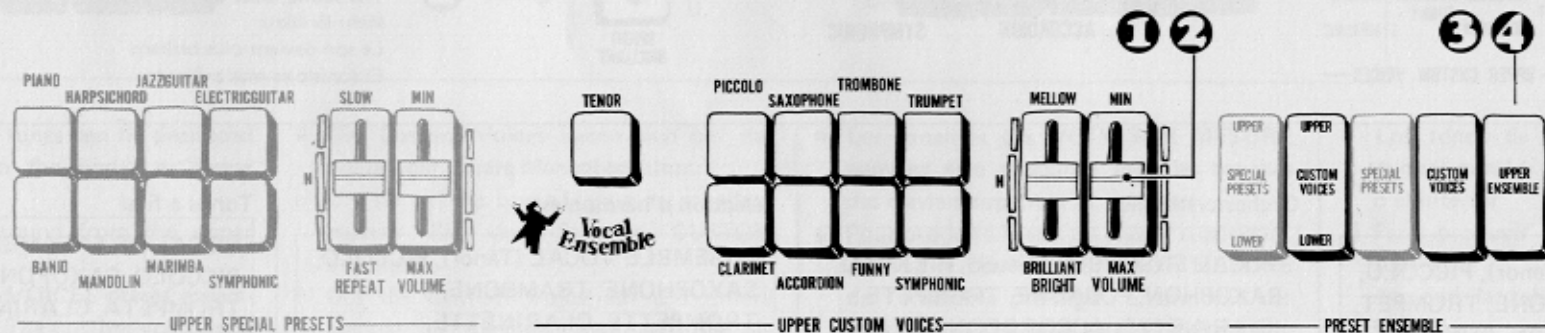 1 2 3 4
PIANO JAZZGUITAR
HARPSICHORD ELECTRICGUITAR
BANJO MARIMBA
MANDOLIN SYMPHONIC
SLOW MIN
N
FAST REPEAT MAX VOLUME
UPPER SPECIAL PRESETS
TENOR
Vocal Ensemble
PICCOLO TROMBONE
SAXOPHONE TRUMPET
CLARINET FUNNY
ACCORDION SYMPHONIC
MELLOW MIN
N
BRILLIANT BRIGHT MAX VOLUME
UPPER CUSTOM VOICES
UPPER SPECIAL PRESETS LOWER
UPPER CUSTOM VOICES LOWER
SPECIAL PRESETS
CUSTOM VOICES
UPPER ENSEMBLE
PRESET ENSEMBLE